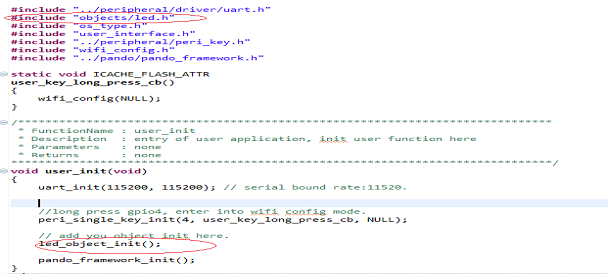 #include "../peripheral/driver/uart.h"
#include "objects/led.h"
#include "os_type.h"
#include "user_interface.h"
#include "../peripheral/peri_key.h"
#include "wifi_config.h"
#include "../pando/pando_framework.h"
static void ICACHE_FLASH_ATTR
user_key_long_press_cb()
{
wifi_config(NULL);
}
/******************************************************************************
* FunctionName : user_init
* Description : entry of user application, init user function here
* Parameters : none
* Returns : none
*******************************************************************************/
void user_init(void)
{
uart_init(115200, 115200); // serial bound rate:11520.
//long press gpio4, enter into wifi config mode.
peri_single_key_init(4, user_key_long_press_cb, NULL);
// add you object init here.
led_object_init();
pando_framework_init();
}